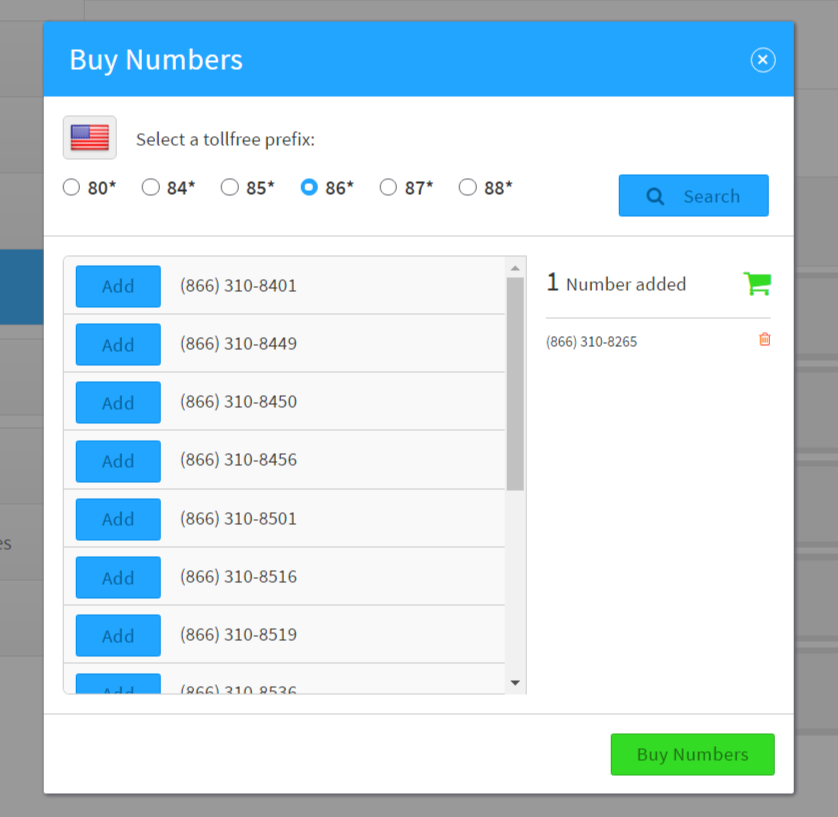 Buy Numbers
Select a tollfree prefix:
80* 84* 85* 86* 87* 88*
Search
Add (866) 310-8401
1 Number added
Add (866) 310-8449
(866) 310-8265
Add (866) 310-8450
Add (866) 310-8456
Add (866) 310-8501
es
Add (866) 310-8516
Add (866) 310-8519
Add (866) 310-8536
Buy Numbers